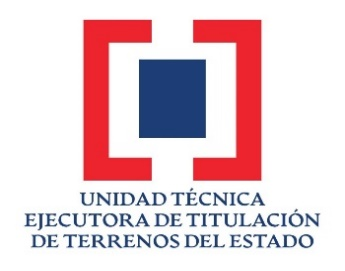 UNIDAD TÉCNICA
EJECUTORA DE TITULACIÓN
DE TERRENOS DEL ESTADO